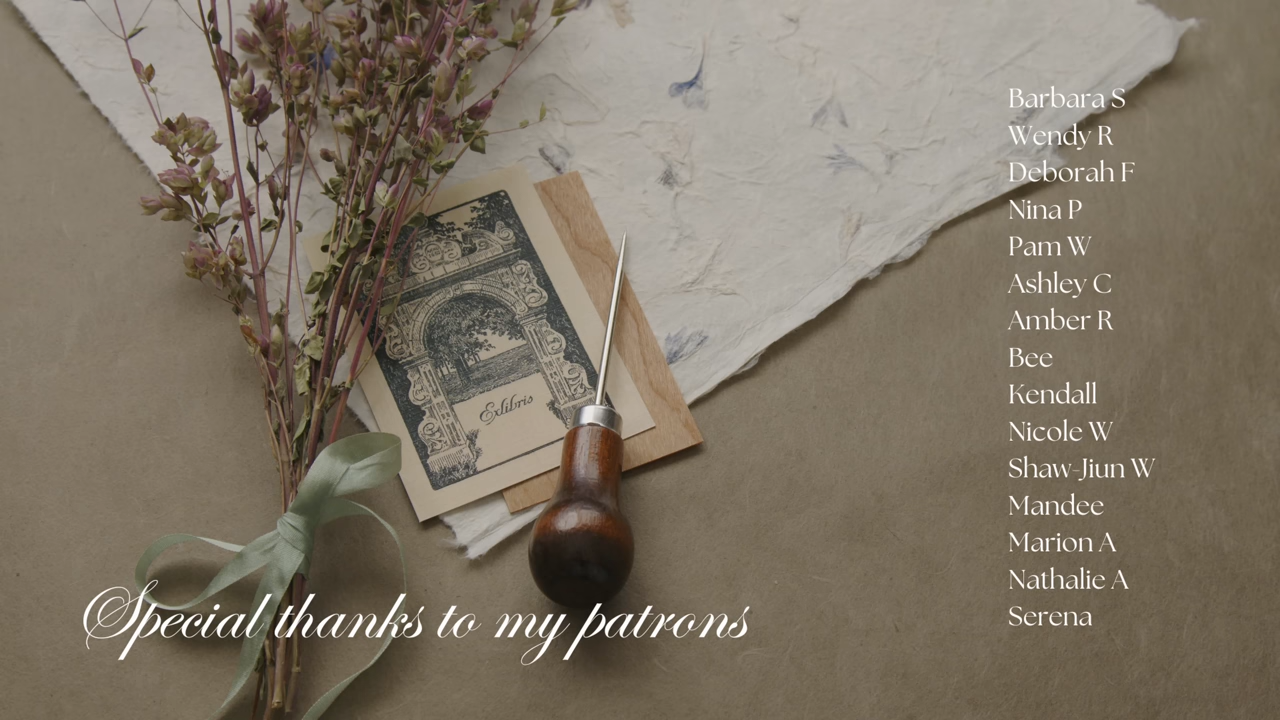 Exlibris
Special thanks to my patrons
Barbara S
Wendy R
Deborah F
Nina P
Pam W
Ashley C
Amber R
Bee
Kendall
Nicole W
Shaw-Jiun W
Mandee
Marion A
Nathalie A
Serena